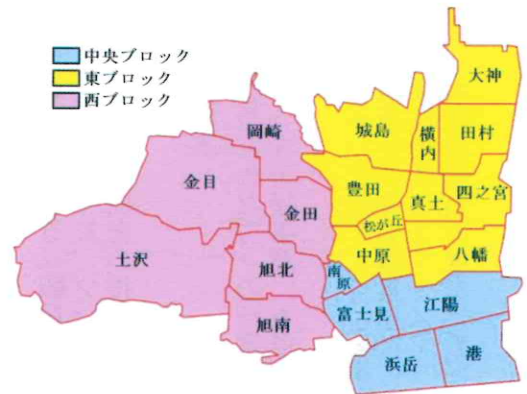 中央ブロック
東ブロック
西ブロック
大神
岡崎
城島
横内
田村
金目
豊田
真土
四之宮
金田
松が丘
土沢
旭北
南原
中原
八幡
富士見
江陽
旭南
浜岳
港